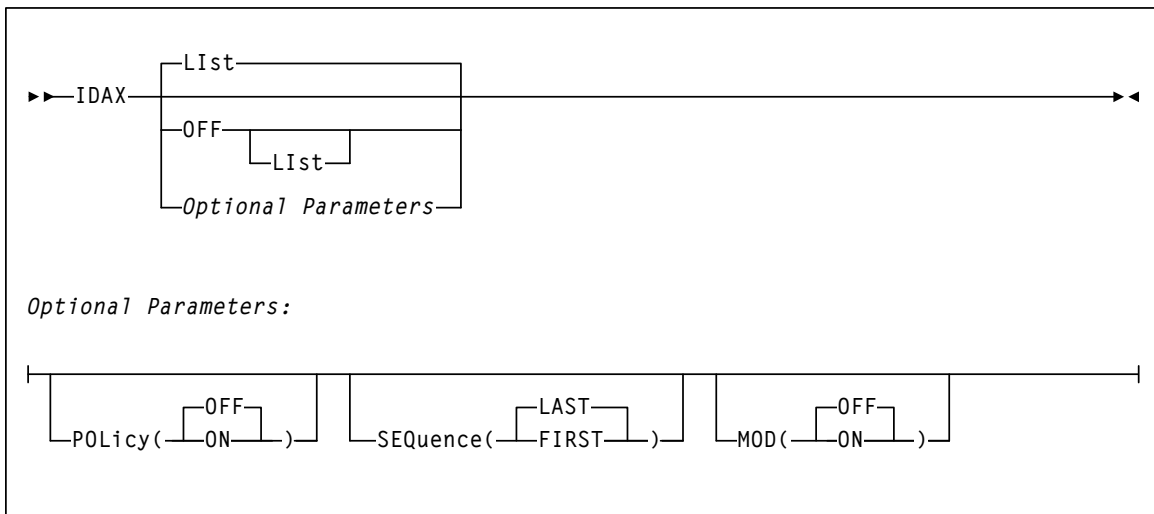 LIst
IDAX
OFF
LIst
Optional Parameters
Optional Parameters:
OFF LAST OFF
POLicy( ON ) SEQuence( FIRST ) MOD( ON )